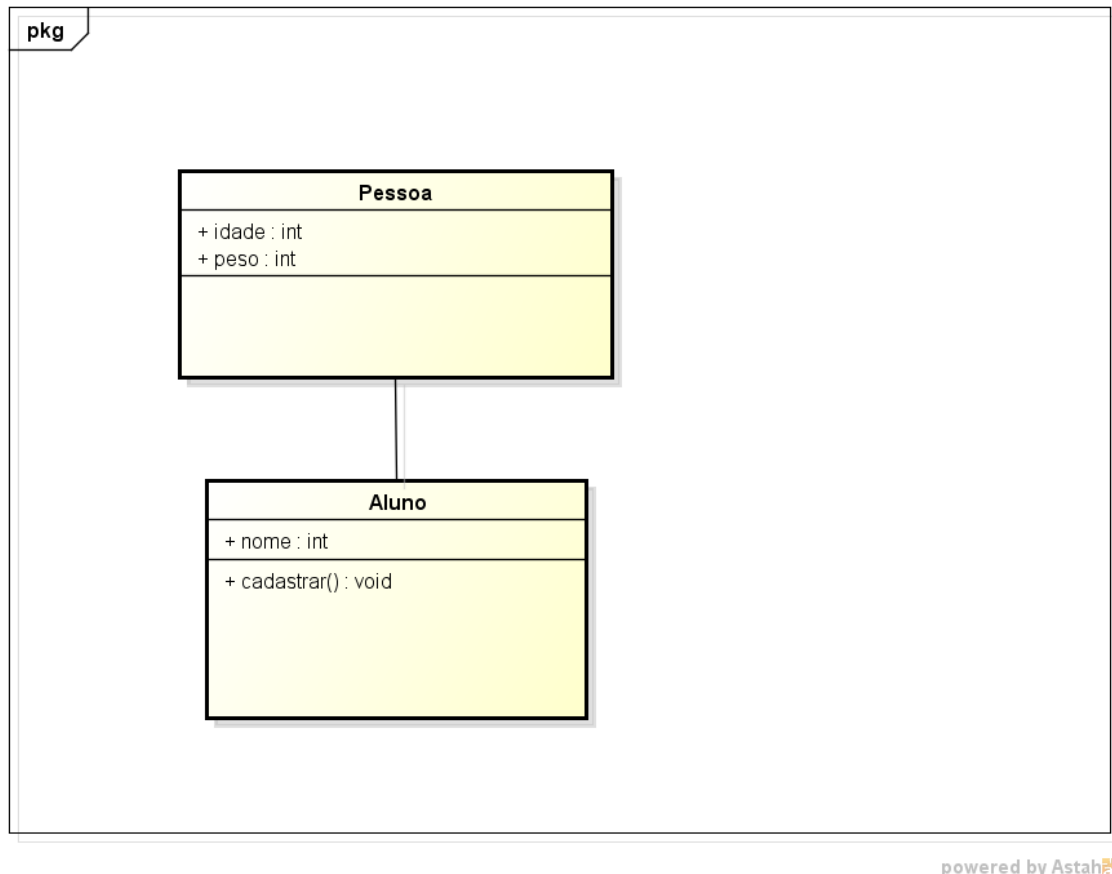 pkg
Pessoa
+ idade : int
+ peso : int
Aluno
+ nome : int
+ cadastrar() : void
powered by Astah